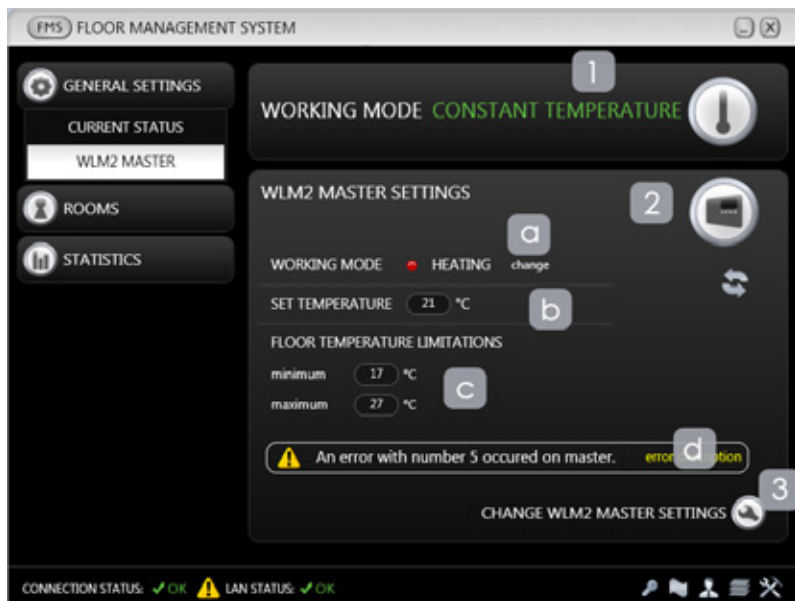 FMS FLOOR MANAGEMENT SYSTEM
GENERAL SETTINGS
CURRENT STATUS
WLM2 MASTER
ROOMS
STATISTICS
1
WORKING MODE CONSTANT TEMPERATURE
WLM2 MASTER SETTINGS
2
a
WORKING MODE HEATING change
SET TEMPERATURE 21 °C
b
FLOOR TEMPERATURE LIMITATIONS
minimum 17 °C
maximum 27 °C
c
An error with number 5 occured on master. error
d
3
CHANGE WLM2 MASTER SETTINGS
CONNECTION STATUS: OK LAN STATUS: OK